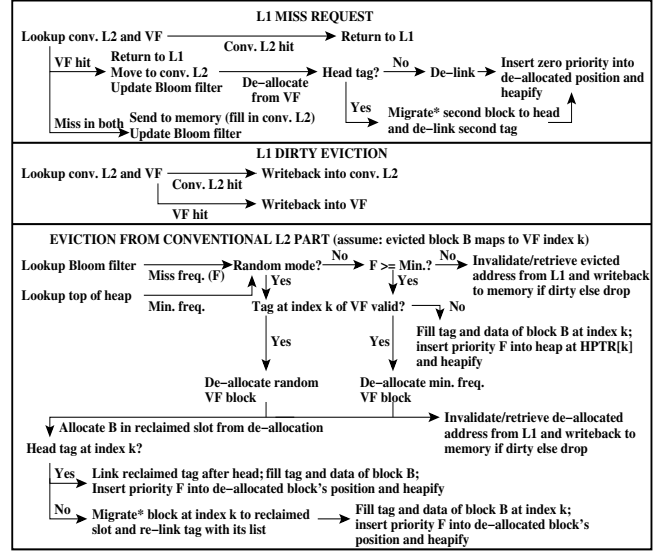 L1 MISS REQUEST
Lookup conv. L2 and VF
Conv. L2 hit
Return to L1
VF hit
Return to L1
Move to conv. L2
Update Bloom filter
De-allocate
from VF
Head tag?
No
De-link
Insert zero priority into
de-allocated position and
heapify
Yes
Migrate* second block to head
and de-link second tag
Miss in both
Send to memory (fill in conv. L2)
Update Bloom filter
L1 DIRTY EVICTION
Lookup conv. L2 and VF
Conv. L2 hit
Writeback into conv. L2
VF hit
Writeback into VF
EVICTION FROM CONVENTIONAL L2 PART (assume: evicted block B maps to VF index k)
Lookup Bloom filter
Miss freq. (F)
Random mode?
No
F >= Min.?
No
Invalidate/retrieve evicted
address from L1 and writeback
to memory if dirty else drop
Lookup top of heap
Min. freq.
Yes
Yes
Tag at index k of VF valid?
No
Fill tag and data of block B at index k;
insert priority F into heap at HPTR[k]
and heapify
Yes
Yes
De-allocate random
VF block
De-allocate min. freq.
VF block
Allocate B in reclaimed slot from de-allocation
Invalidate/retrieve de-allocated
address from L1 and writeback to
memory if dirty else drop
Head tag at index k?
Yes
Link reclaimed tag after head; fill tag and data of block B;
Insert priority F into de-allocated block's position and heapify
No
Migrate* block at index k to reclaimed
slot and re-link tag with its list
Fill tag and data of block B at index k;
insert priority F into de-allocated block's
position and heapify